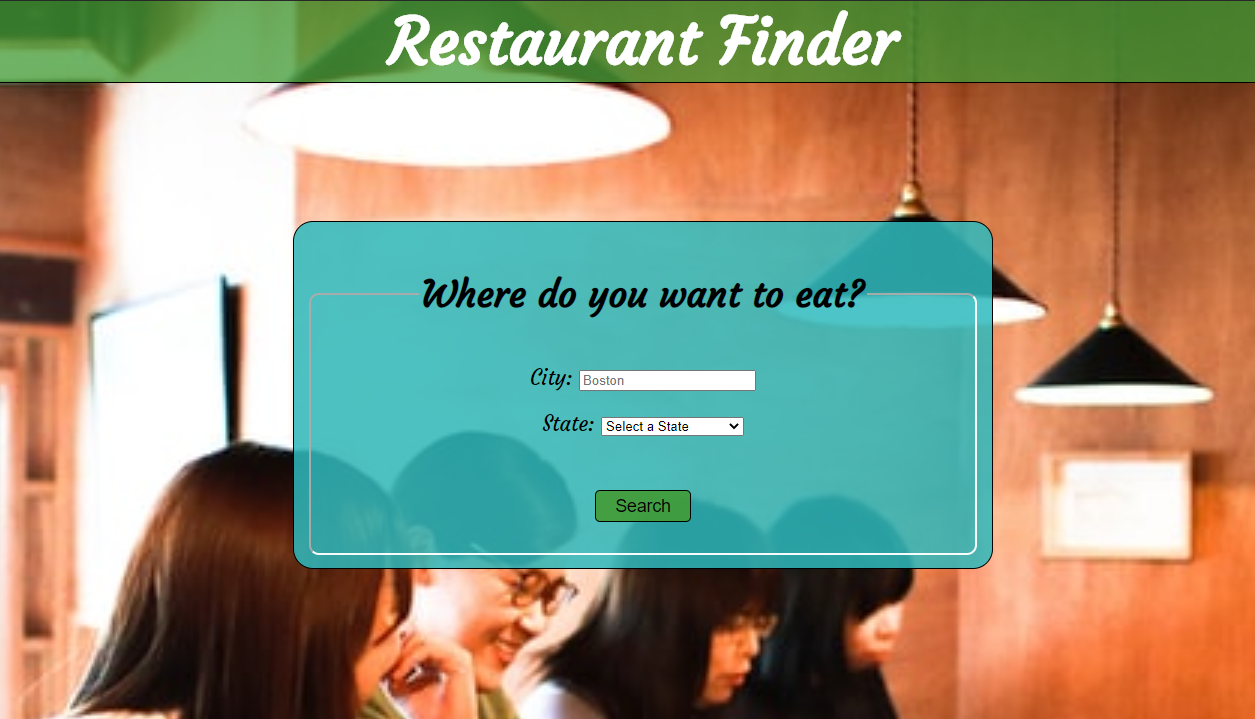 Restaurant Finder
Where do you want to eat?
City: Boston
State: Select a State
Search